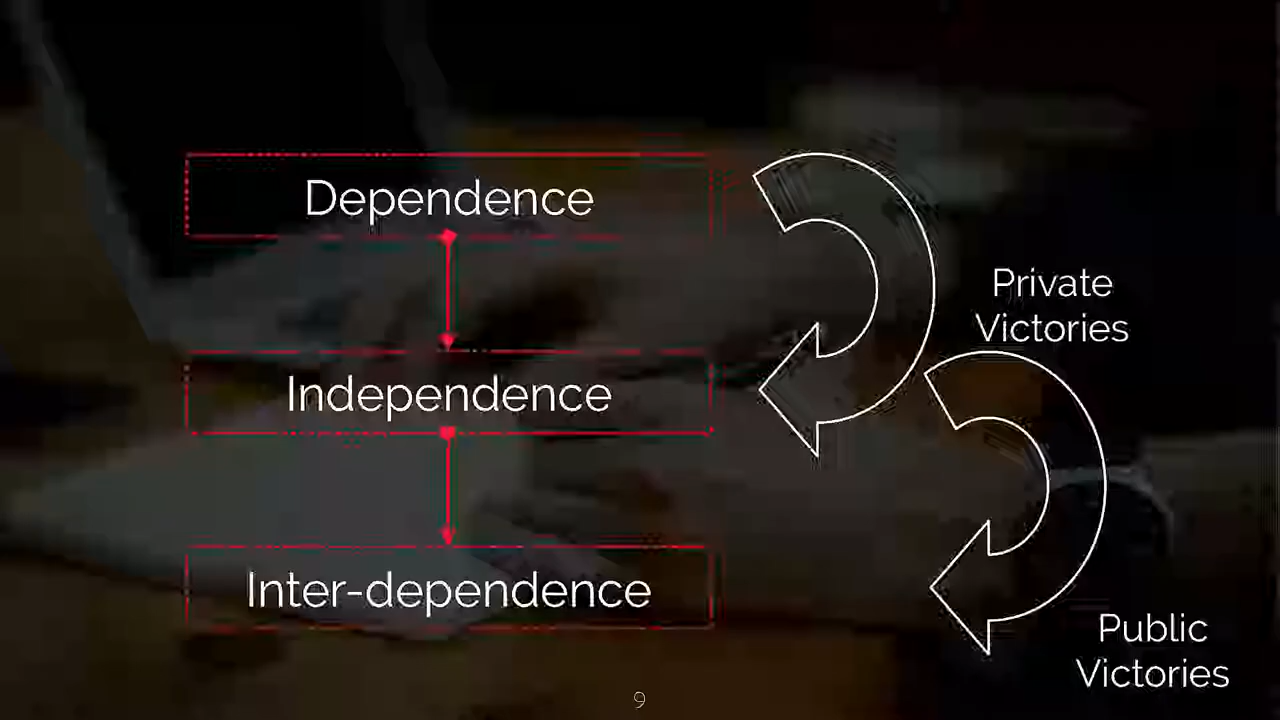 Dependence
Private
Victories
Independence
Inter-dependence
Public
Victories
9